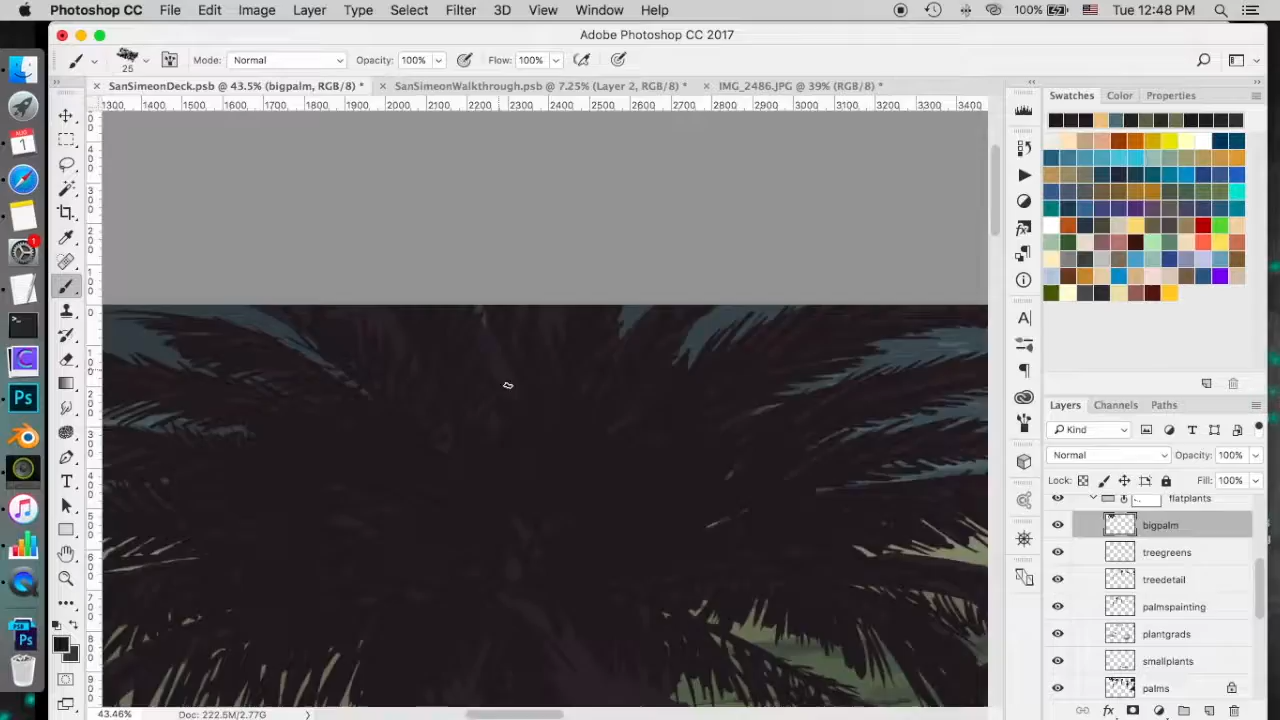 Photoshop CC File Edit Image Layer Type Select Filter 3D View Window Help 100% Tue 12:48 PM
Adobe Photoshop CC 2017
25 Mode: Normal Opacity: 100% Flow: 100%
SanSimeonDeck.psb @ 43.5% (bigpalm, RGB/8) * SanSimeonWalkthrough.psb @ 7.25% (Layer 2, RGB/8) * IMG_2486.JPG @ 39% (RGB/8) *
1300 1400 1500 1600 1700 1800 1900 2000 2100 2200 2300 2400 2500 2600 2700 2800 2900 3000 3100 3200 3300 3400
Swatches Color Properties
Layers Channels Paths
Kind
Normal Opacity: 100%
Lock: Fill: 100%
flatplants
bigpalm
treegreens
treedetail
palmspainting
plantgrads
smallplants
palms
43.46% Doc: 222.5M/2.77G